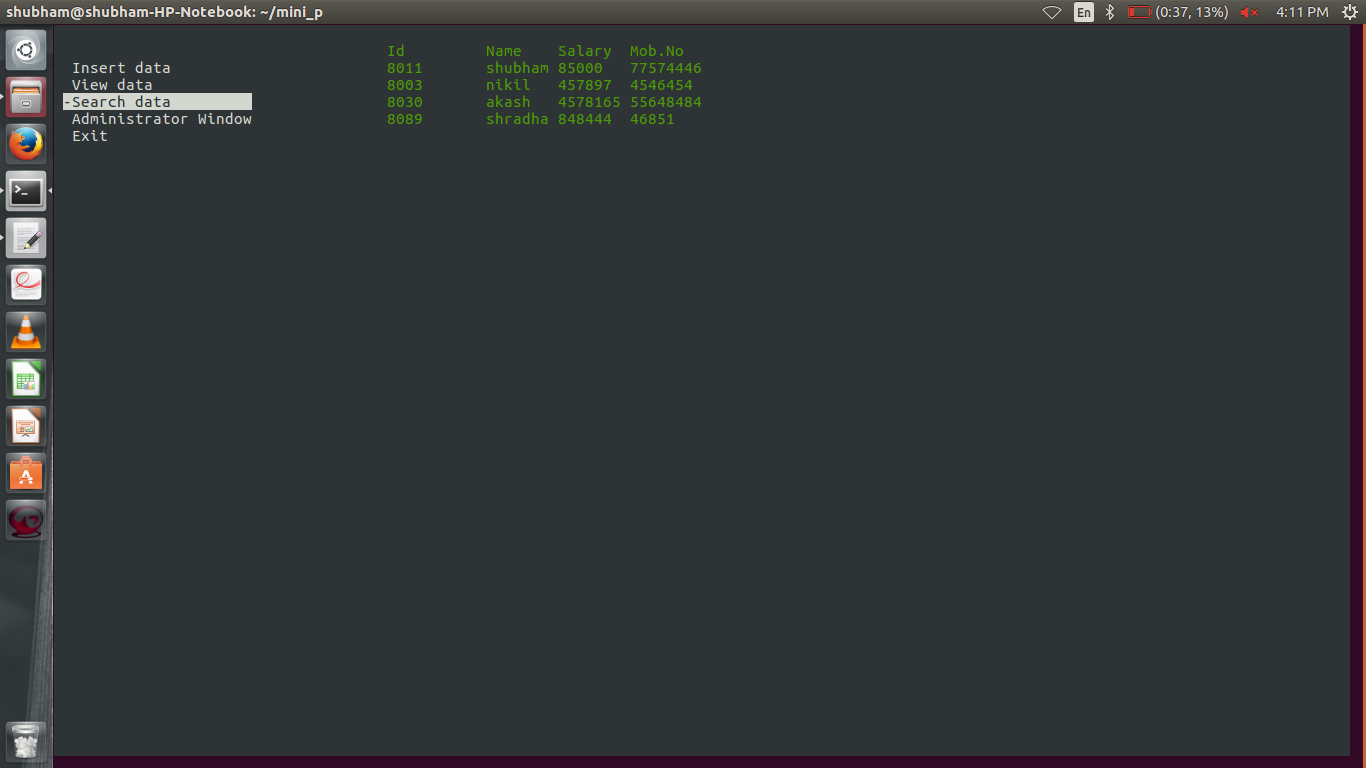 shubham@shubham-HP-Notebook: ~/mini_p En (0:37, 13%) 4:11 PM
Id Name Salary Mob.No
Insert data 8011 shubham 85000 77574446
View data 8003 nikil 457897 4546454
-Search data 8030 akash 4578165 55648484
Administrator Window 8089 shradha 848444 46851
Exit